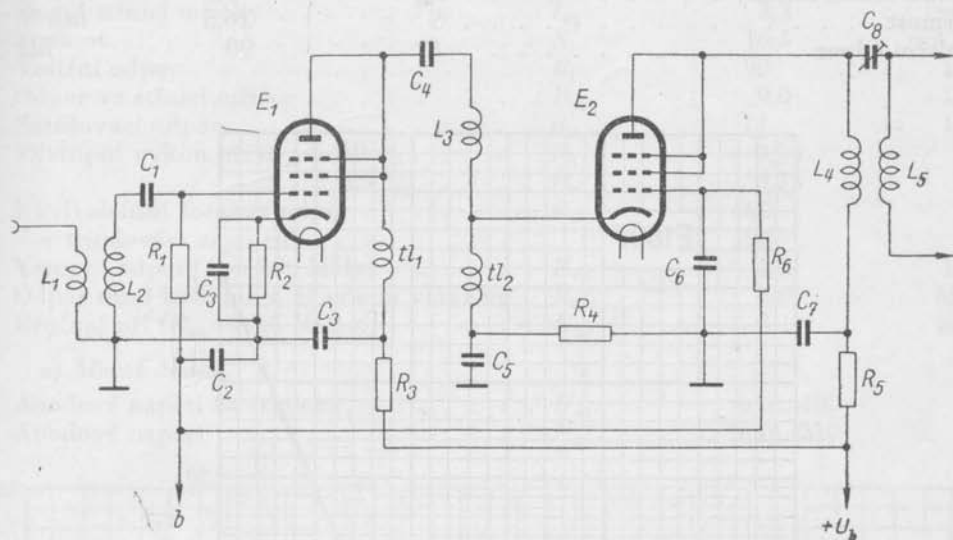 C₈
C₄
E₁
E₂
L₃
L₄
L₅
C₁
R₁
R₂
tl₁
tl₂
C₆
R₆
L₁
L₂
C₃
C₃
R₄
C₇
C₂
R₃
C₅
R₅
b
+U_b